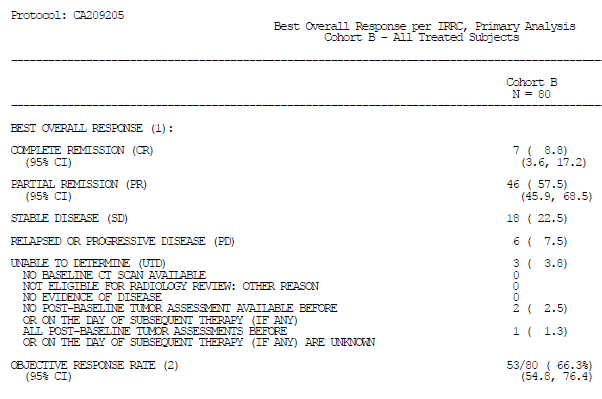 Protocol: CA209205
Best Overall Response per IRRC, Primary Analysis
Cohort B - All Treated Subjects
Cohort B
N = 80
BEST OVERALL RESPONSE (1):
COMPLETE REMISSION (CR) 7 ( 8.8)
(95% CI) (3.6, 17.2)
PARTIAL REMISSION (PR) 46 ( 57.5)
(95% CI) (45.9, 68.5)
STABLE DISEASE (SD) 18 ( 22.5)
RELAPSED OR PROGRESSIVE DISEASE (PD) 6 ( 7.5)
UNABLE TO DETERMINE (UTD) 3 ( 3.8)
NO BASELINE CT SCAN AVAILABLE 0
NOT ELIGIBLE FOR RADIOLOGY REVIEW: OTHER REASON 0
NO EVIDENCE OF DISEASE 0
NO POST-BASELINE TUMOR ASSESSMENT AVAILABLE BEFORE 2 ( 2.5)
OR ON THE DAY OF SUBSEQUENT THERAPY (IF ANY)
ALL POST-BASELINE TUMOR ASSESSMENTS BEFORE 1 ( 1.3)
OR ON THE DAY OF SUBSEQUENT THERAPY (IF ANY) ARE UNKNOWN
OBJECTIVE RESPONSE RATE (2) 53/80 ( 66.3%)
(95% CI) (54.8, 76.4)